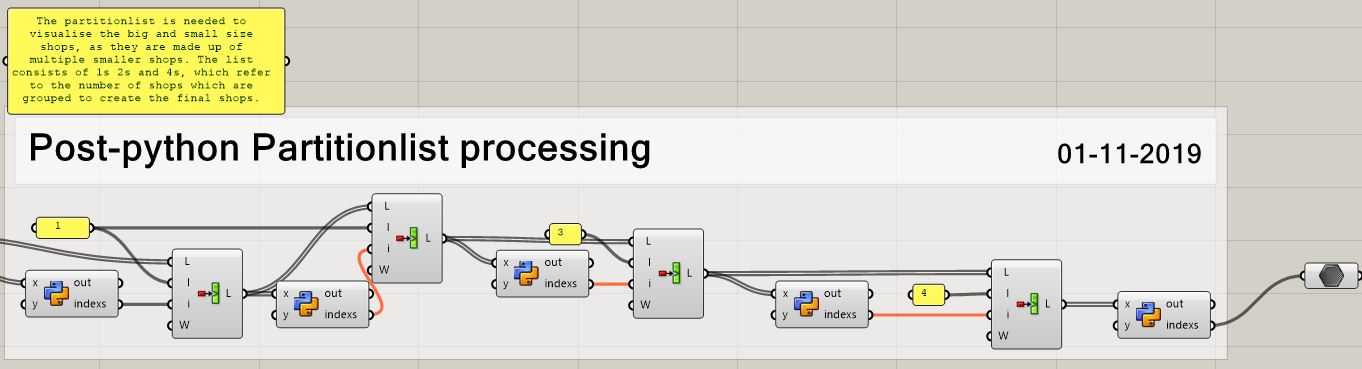 The partitionlist is needed to
visualise the big and small size
shops, as they are made up of
multiple smaller shops. The list
consists of 1s 2s and 4s, which refer
to the number of shops which are
grouped to create the final shops.
Post-python Partitionlist processing
01-11-2019
1
x
y
out
indexs
L
I
i
W
L
x
y
out
indexs
L
I
i
W
L
x
y
out
indexs
3
L
I
i
W
L
x
y
out
indexs
4
L
I
i
W
L
x
y
out
indexs